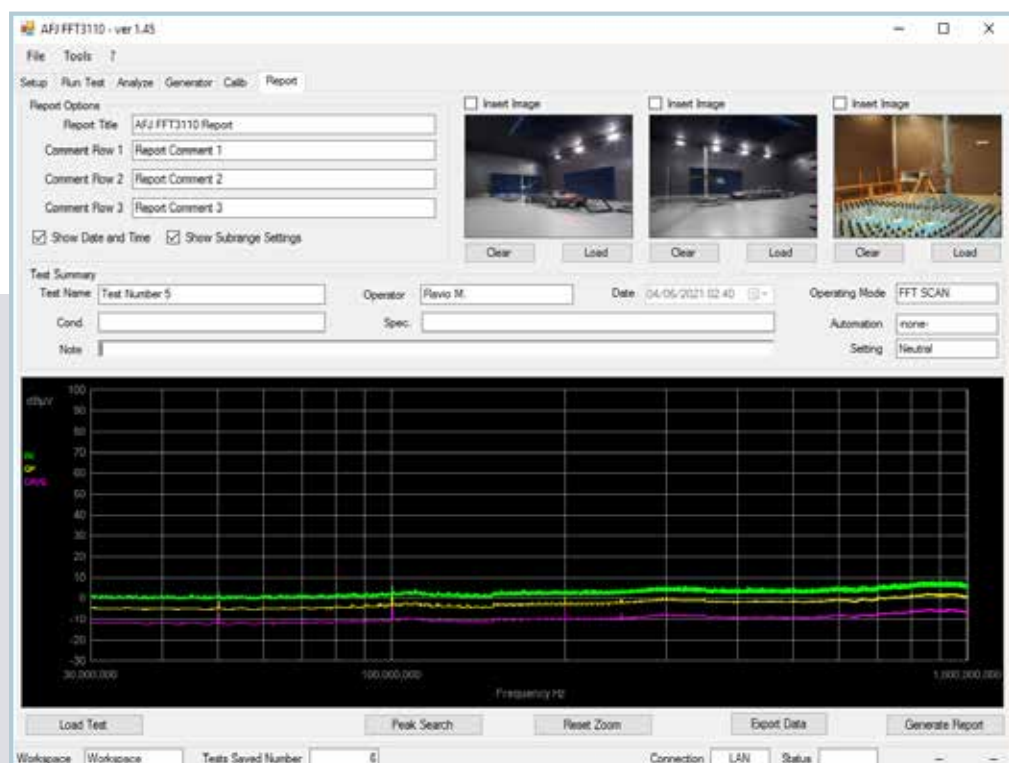 AFJ FFT3110 - ver 1.45
File Tools ?
Setup Run Test Analyze Generator Calib Report
Report Options
Report Title AFJ FFT3110 Report
Comment Row 1 Report Comment 1
Comment Row 2 Report Comment 2
Comment Row 3 Report Comment 3
Show Date and Time Show Subrange Settings
Insert Image Insert Image Insert Image
Clear Load Clear Load Clear Load
Test Summary
Test Name Test Number 5 Operator Flavio M. Date 04/06/2021 02:40 Operating Mode FFT SCAN
Cond. Spec. Automation -none-
Note Setting Neutral
dBµV
100
90
80
70
PK
QP
60
CAVG
50
40
30
20
10
0
-10
-20
-30
30,000,000 100,000,000 1,000,000,000
Frequency Hz
Load Test Peak Search Reset Zoom Export Data Generate Report
Workspace Workspace Tests Saved Number 6 Connection LAN Status